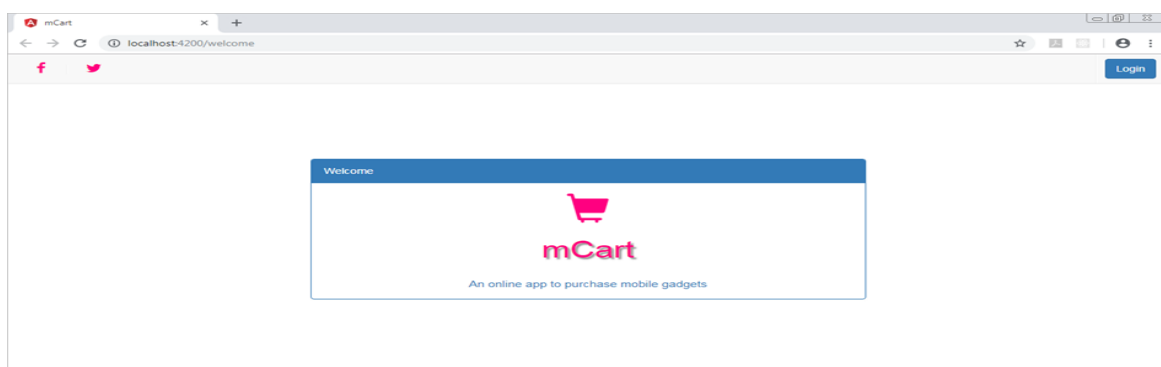 mCart
localhost:4200/welcome
Login
Welcome
mCart
An online app to purchase mobile gadgets